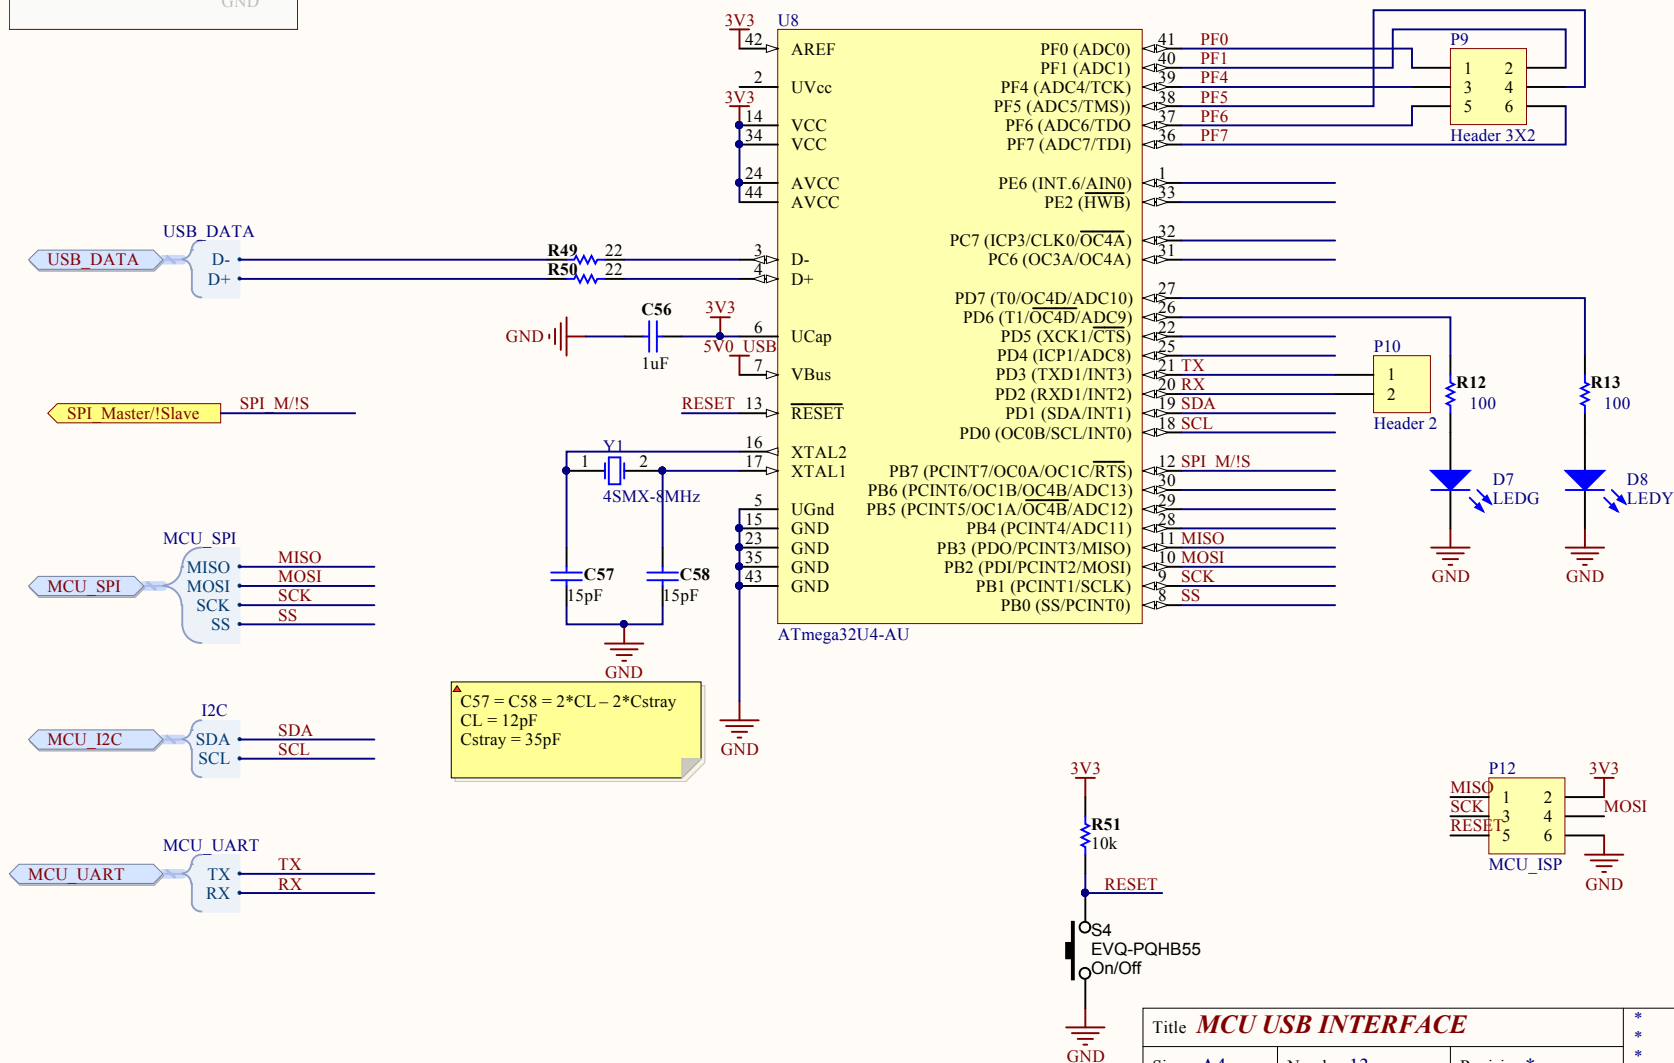 GND
3V3
U8
42 AREF
2 UVcc
3V3
14 VCC
34 VCC
24 AVCC
44 AVCC
3 D-
4 D+
6 UCap
7 VBus
13 RESET
16 XTAL2
17 XTAL1
5 UGnd
15 GND
23 GND
35 GND
43 GND
PF0 (ADC0) 41 PF0
PF1 (ADC1) 40 PF1
PF4 (ADC4/TCK) 39 PF4
PF5 (ADC5/TMS)) 38 PF5
PF6 (ADC6/TDO 37 PF6
PF7 (ADC7/TDI) 36 PF7
PE6 (INT.6/AIN0) 1
PE2 (HWB) 33
PC7 (ICP3/CLK0/OC4A) 32
PC6 (OC3A/OC4A) 31
PD7 (T0/OC4D/ADC10) 27
PD6 (T1/OC4D/ADC9) 26
PD5 (XCK1/CTS) 22
PD4 (ICP1/ADC8) 25
PD3 (TXD1/INT3) 21 TX
PD2 (RXD1/INT2) 20 RX
PD1 (SDA/INT1) 19 SDA
PD0 (OC0B/SCL/INT0) 18 SCL
PB7 (PCINT7/OC0A/OC1C/RTS) 12 SPI_M/!S
PB6 (PCINT6/OC1B/OC4B/ADC13) 30
PB5 (PCINT5/OC1A/OC4B/ADC12) 29
PB4 (PCINT4/ADC11) 28
PB3 (PDO/PCINT3/MISO) 11 MISO
PB2 (PDI/PCINT2/MOSI) 10 MOSI
PB1 (PCINT1/SCLK) 9 SCK
PB0 (SS/PCINT0) 8 SS
ATmega32U4-AU
P9
1 2
3 4
5 6
Header 3X2
P10
1
2
Header 2
R12
100
R13
100
D7
LEDG
D8
LEDY
GND
GND
USB_DATA
USB_DATA
D-
D+
R49 22
R50 22
C56
3V3
GND
1uF
5V0_USB
RESET
SPI_Master/!Slave SPI_M/!S
Y1
1 2
4SMX-8MHz
C57
15pF
C58
15pF
GND
GND
MCU_SPI
MCU_SPI
MISO MISO
MOSI MOSI
SCK SCK
SS SS
C57 = C58 = 2*CL – 2*Cstray
CL = 12pF
Cstray = 35pF
I2C
MCU_I2C
SDA SDA
SCL SCL
MCU_UART
MCU_UART
TX TX
RX RX
3V3
R51
10k
RESET
S4
EVQ-PQHB55
On/Off
GND
P12
3V3
MISO 1 2
SCK 3 4 MOSI
RESET 5 6
MCU_ISP
GND
Title MCU USB INTERFACE
*
*
*